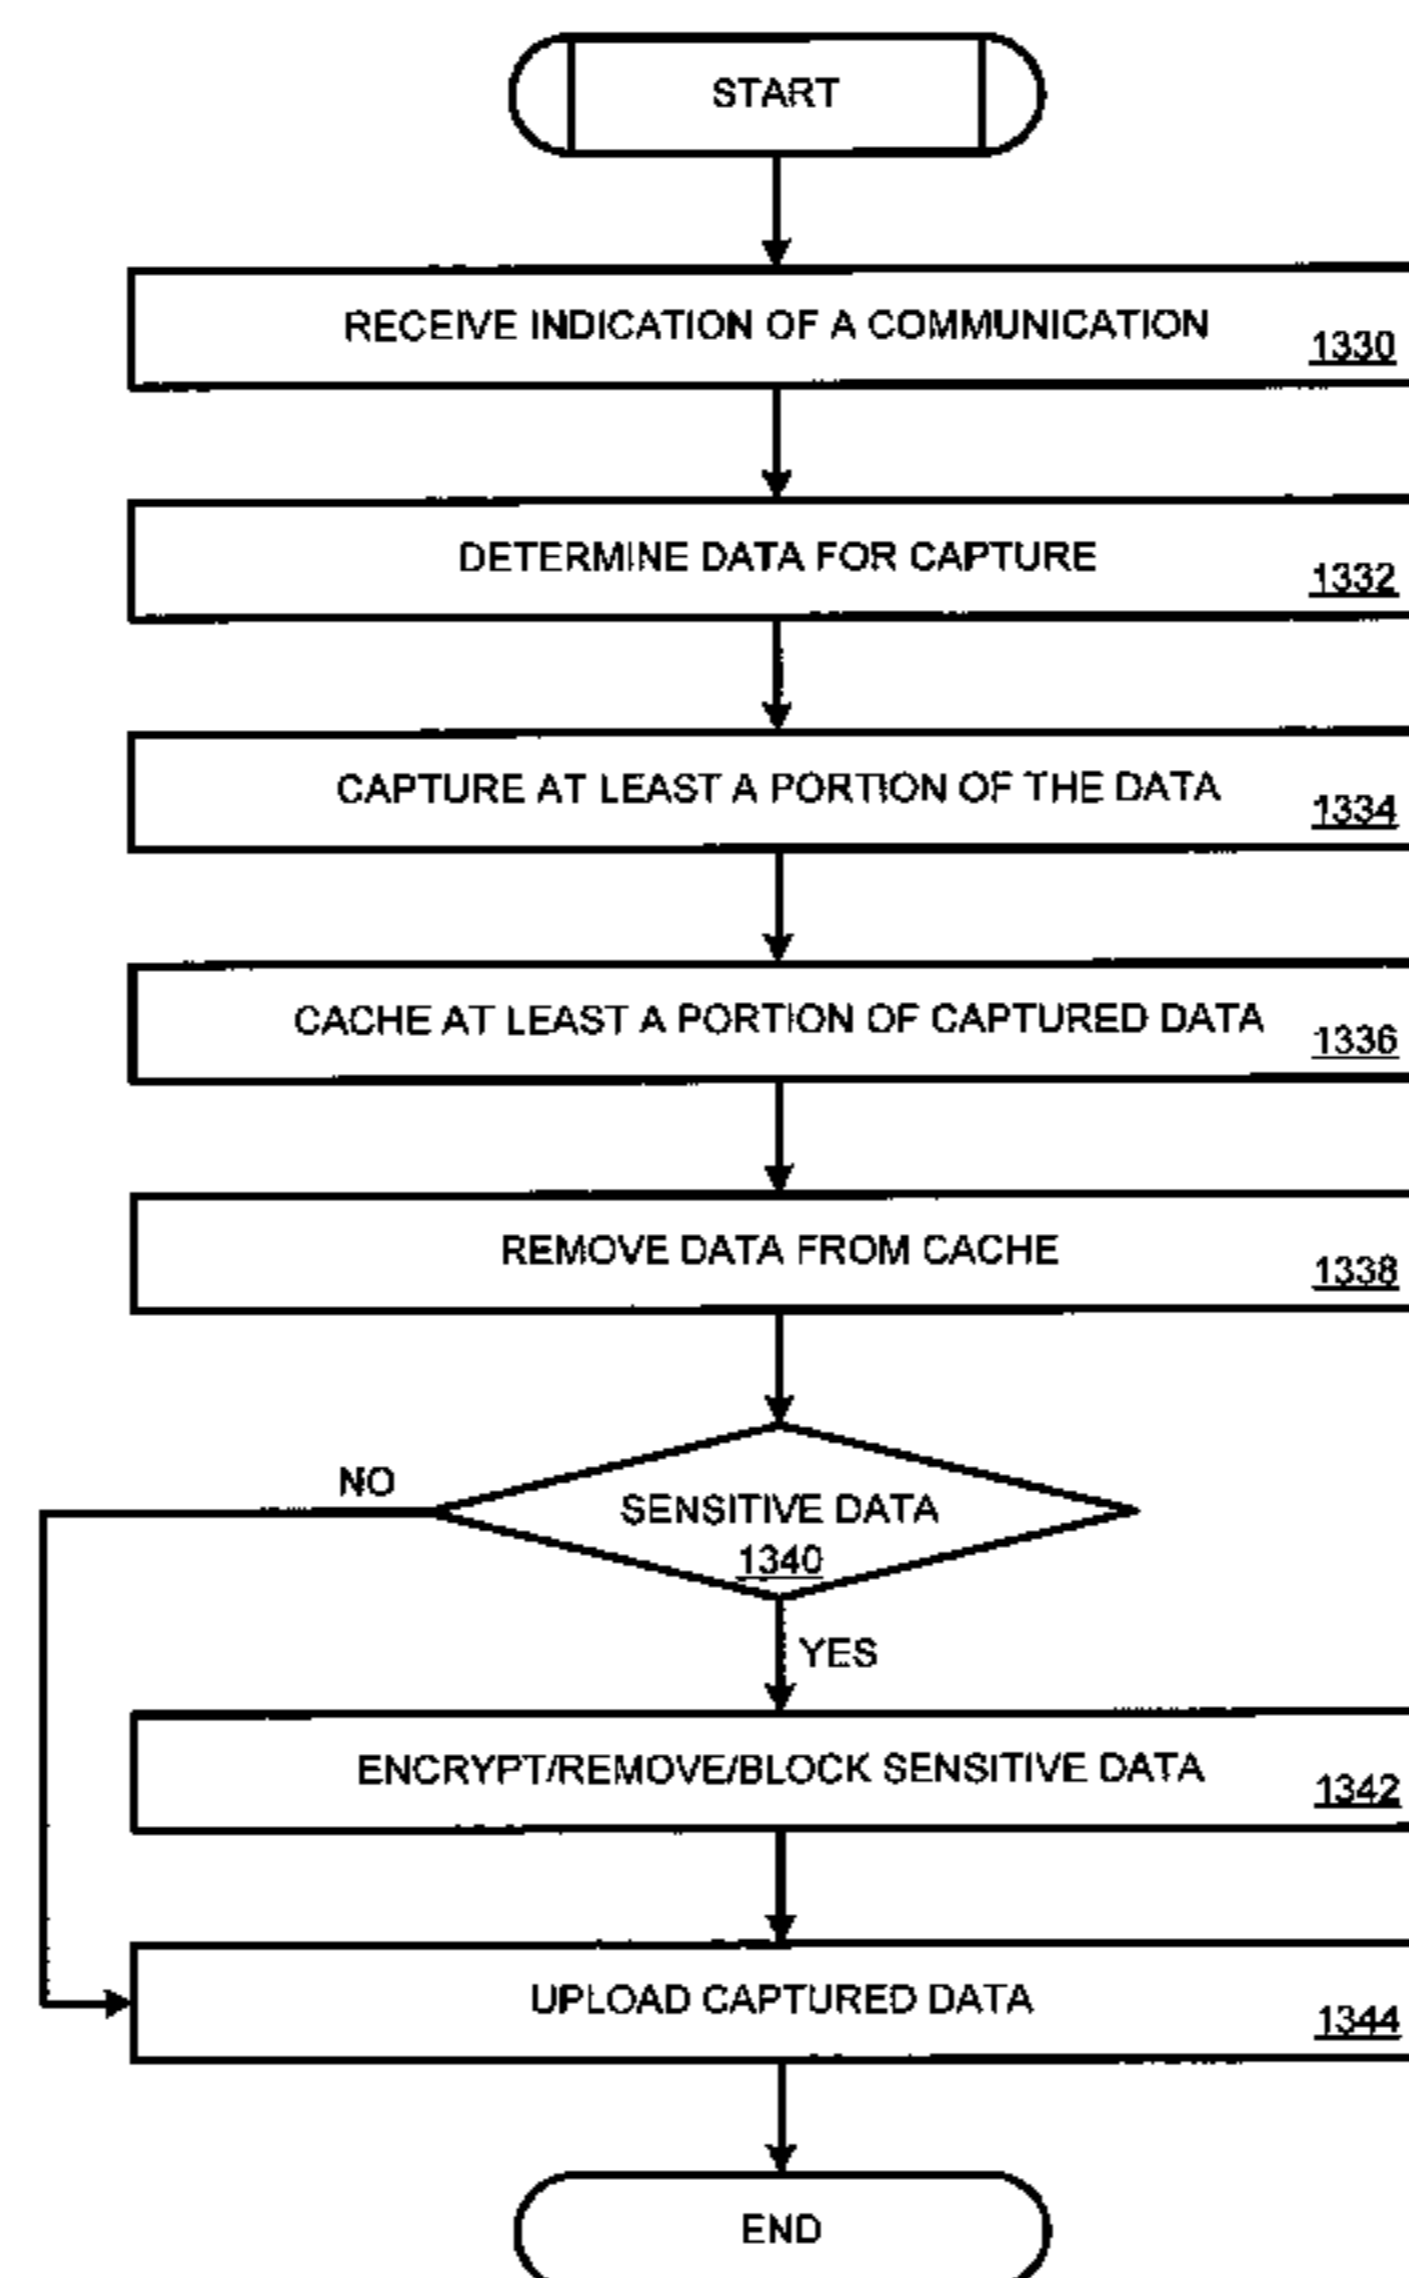 START
RECEIVE INDICATION OF A COMMUNICATION
1330
DETERMINE DATA FOR CAPTURE
1332
CAPTURE AT LEAST A PORTION OF THE DATA
1334
CACHE AT LEAST A PORTION OF CAPTURED DATA
1336
REMOVE DATA FROM CACHE
1338
NO
SENSITIVE DATA
1340
YES
ENCRYPT/REMOVE/BLOCK SENSITIVE DATA
1342
UPLOAD CAPTURED DATA
1344
END